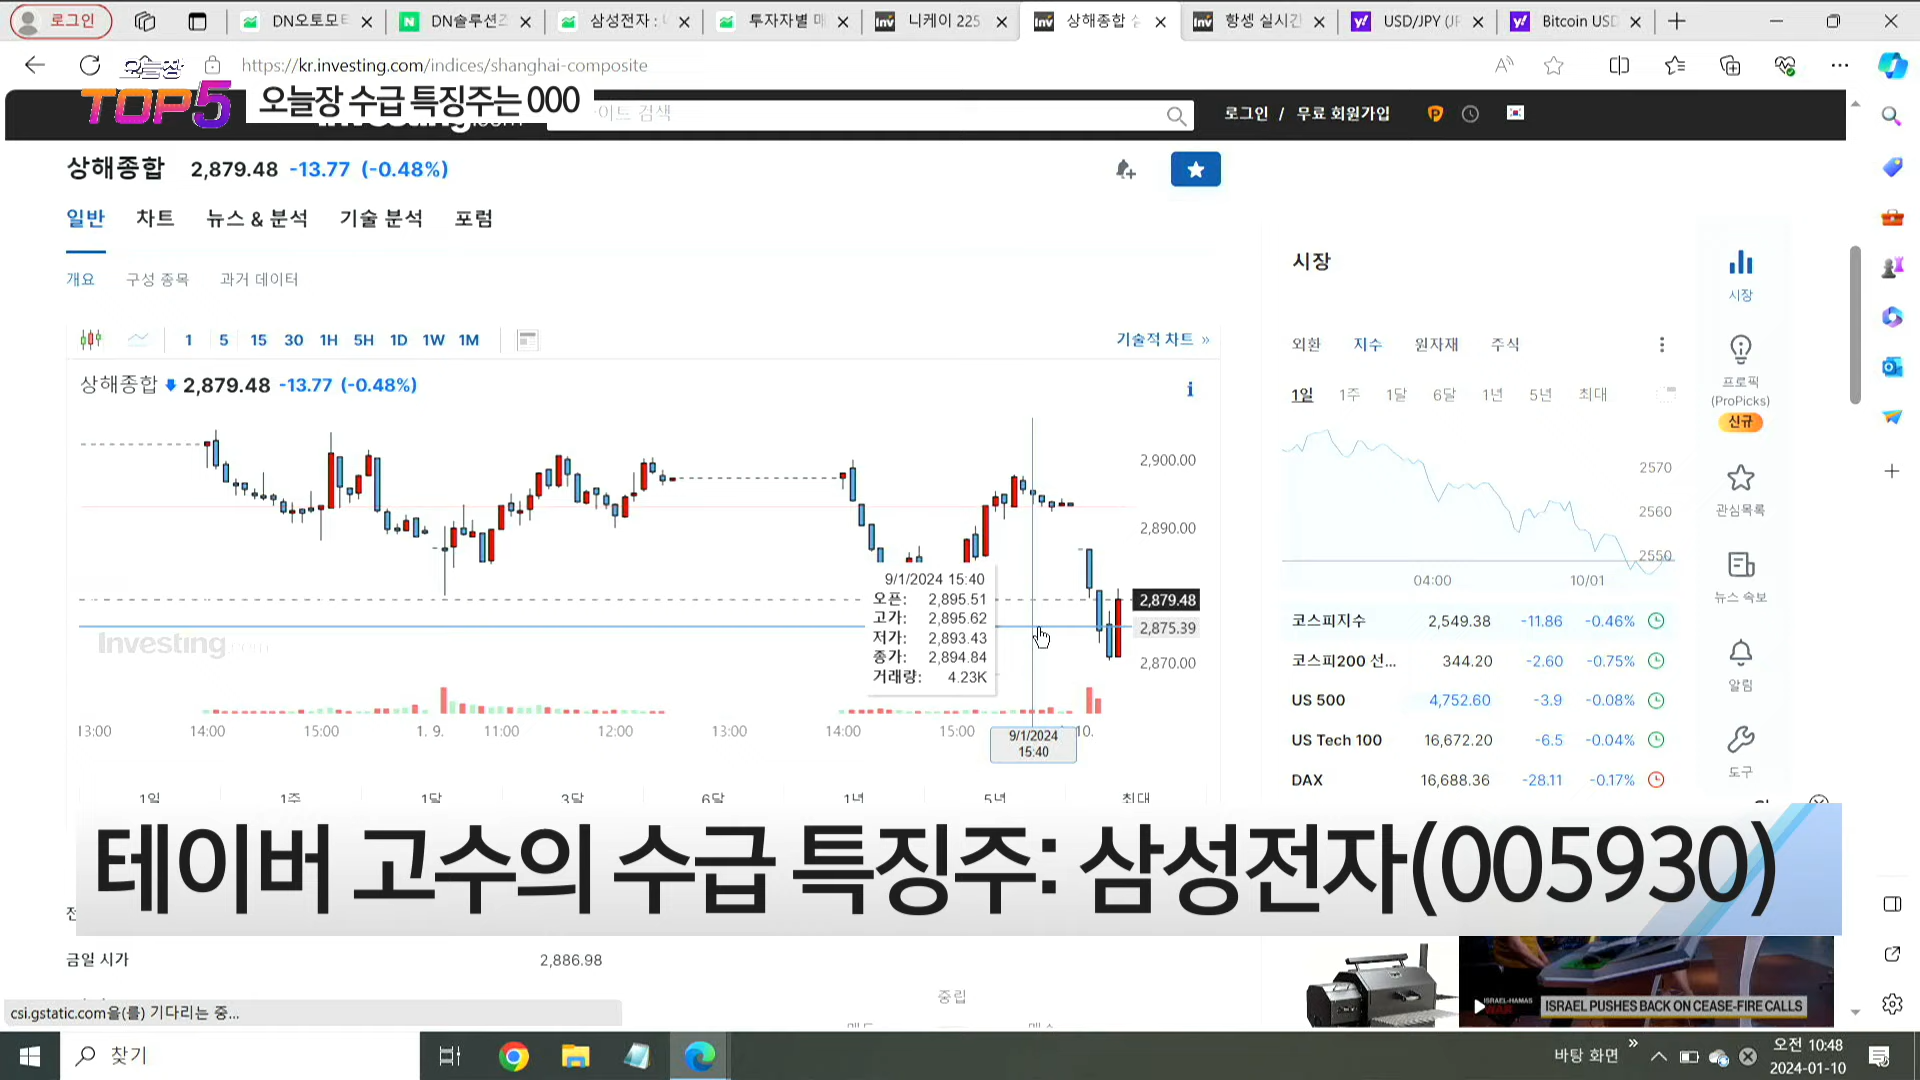 로그인
DN오토모티
DN솔루션즈
삼성전자 : 네
투자자별 매
니케이 225
상해종합 실
항셍 실시간
USD/JPY (JP
Bitcoin USD
https://kr.investing.com/indices/shanghai-composite
오늘장
TOP5 오늘장 수급 특징주는 000
이트 검색
로그인 / 무료 회원가입
상해종합 2,879.48 -13.77 (-0.48%)
일반 차트 뉴스 & 분석 기술 분석 포럼
개요 구성 종목 과거 데이터
1 5 15 30 1H 5H 1D 1W 1M
기술적 차트 »
상해종합 2,879.48 -13.77 (-0.48%)
2,900.00
2,890.00
2,879.48
2,875.39
2,870.00
9/1/2024 15:40
오픈: 2,895.51
고가: 2,895.62
저가: 2,893.43
종가: 2,894.84
거래량: 4.23K
Investing.com
13:00 14:00 15:00 1. 9. 11:00 12:00 13:00 14:00 15:00 10.
9/1/2024
15:40
1일 1주 1달 3달 6달 1년 5년 최대
시장
외환 지수 원자재 주식
1일 1주 1달 6달 1년 5년 최대
2570
2560
2550
04:00 10/01
코스피지수 2,549.38 -11.86 -0.46%
코스피200 선... 344.20 -2.60 -0.75%
US 500 4,752.60 -3.9 -0.08%
US Tech 100 16,672.20 -6.5 -0.04%
DAX 16,688.36 -28.11 -0.17%
시장
프로픽
(ProPicks)
신규
관심목록
뉴스 속보
알림
도구
테이버 고수의 수급 특징주: 삼성전자(005930)
금일 시가 2,886.98
중립
csi.gstatic.com을(를) 기다리는 중...
ISRAEL-HAMAS
WAR
ISRAEL PUSHES BACK ON CEASE-FIRE CALLS
찾기
바탕 화면
오전 10:48
2024-01-10